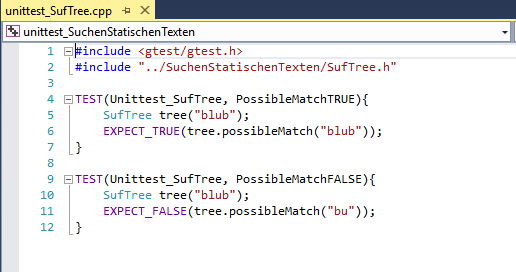 unittest_SufTree.cpp
unittest_SuchenStatischenTexten
1 #include <gtest/gtest.h>
2 #include "../SuchenStatischenTexten/SufTree.h"
3
4 TEST(Unittest_SufTree, PossibleMatchTRUE){
5 SufTree tree("blub");
6 EXPECT_TRUE(tree.possibleMatch("blub"));
7 }
8
9 TEST(Unittest_SufTree, PossibleMatchFALSE){
10 SufTree tree("blub");
11 EXPECT_FALSE(tree.possibleMatch("bu"));
12 }